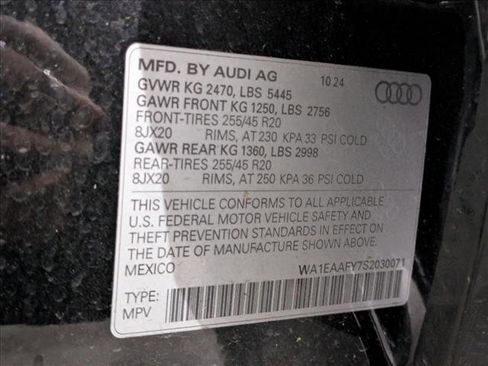 MFD. BY AUDI AG 10 24
GVWR KG 2470, LBS 5445
GAWR FRONT KG 1250, LBS 2756
FRONT-TIRES 255/45 R20
8JX20 RIMS, AT 230 KPA 33 PSI COLD
GAWR REAR KG 1360, LBS 2998
REAR-TIRES 255/45 R20
8JX20 RIMS, AT 250 KPA 36 PSI COLD
THIS VEHICLE CONFORMS TO ALL APPLICABLE
U.S. FEDERAL MOTOR VEHICLE SAFETY AND
THEFT PREVENTION STANDARDS IN EFFECT ON
THE DATE OF MANUFACTURE SHOWN ABOVE.
MEXICO WA1EAAFY7S2030071
TYPE:
MPV